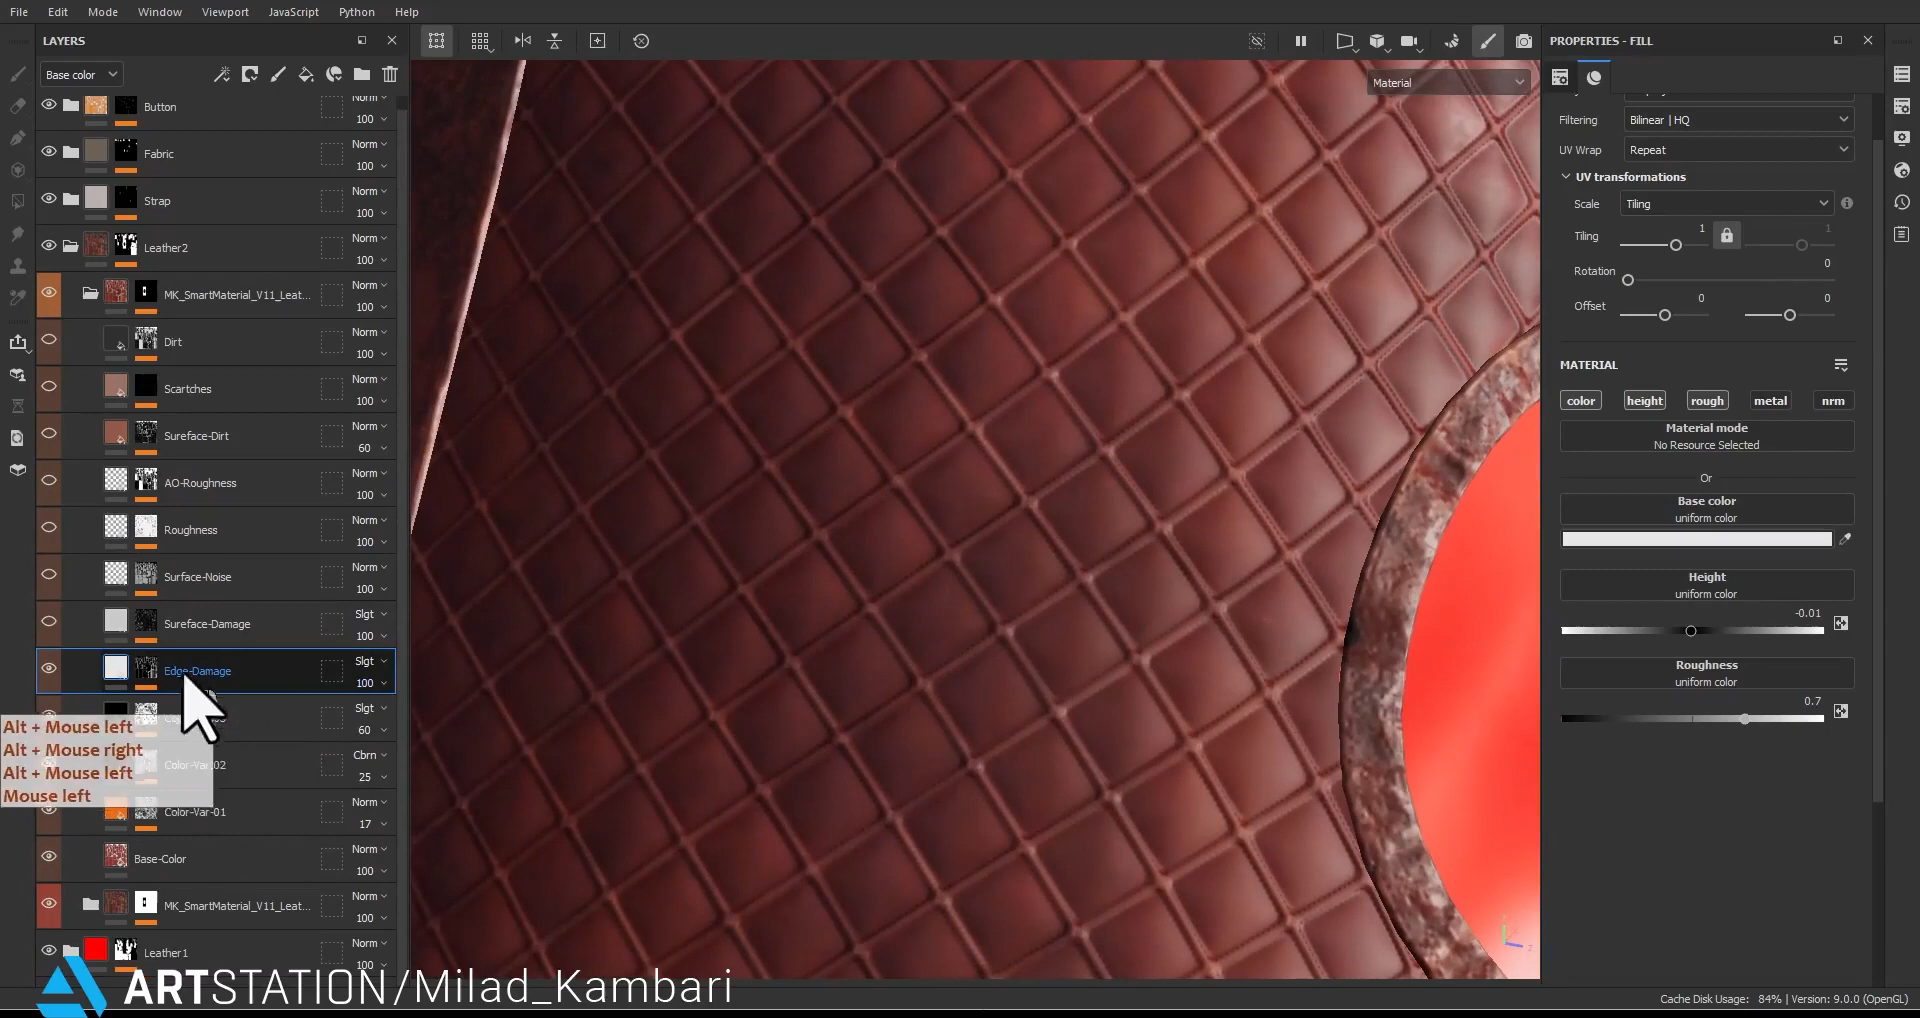 File Edit Mode Window Viewport JavaScript Python Help
LAYERS
Base color
Button Norm 100
Fabric Norm 100
Strap Norm 100
Leather2 Norm 100
MK_SmartMaterial_V11_Leat... Norm 100
Dirt Norm 100
Scartches Norm 100
Sureface-Dirt Norm 60
AO-Roughness Norm 100
Roughness Norm 100
Surface-Noise Norm 100
Sureface-Damage Slgt 100
Edge-Damage Slgt 100
Slgt 60
Cbrn 25
Color-Var-01 Norm 17
Base-Color Norm 100
MK_SmartMaterial_V11_Leat... Norm 100
Leather1 Norm 100
Alt + Mouse left
Alt + Mouse right
Alt + Mouse left
Mouse left
Material
PROPERTIES - FILL
Filtering Bilinear | HQ
UV Wrap Repeat
UV transformations
Scale Tiling
Tiling 1 1
Rotation 0
Offset 0 0
MATERIAL
color height rough metal nrm
Material mode
No Resource Selected
Or
Base color
uniform color
Height
uniform color
-0.01
Roughness
uniform color
0.7
ARTSTATION/Milad_Kambari
Cache Disk Usage: 84% | Version: 9.0.0 (OpenGL)